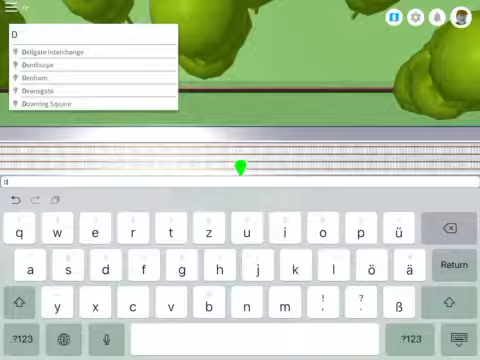 D
Dellgate Interchange
Denthorpe
Denham
Deansgate
Downing Square
D
q w e r t z u i o p ü
a s d f g h j k l ö ä Return
y x c v b n m ! , ? . ß
.?123 .?123